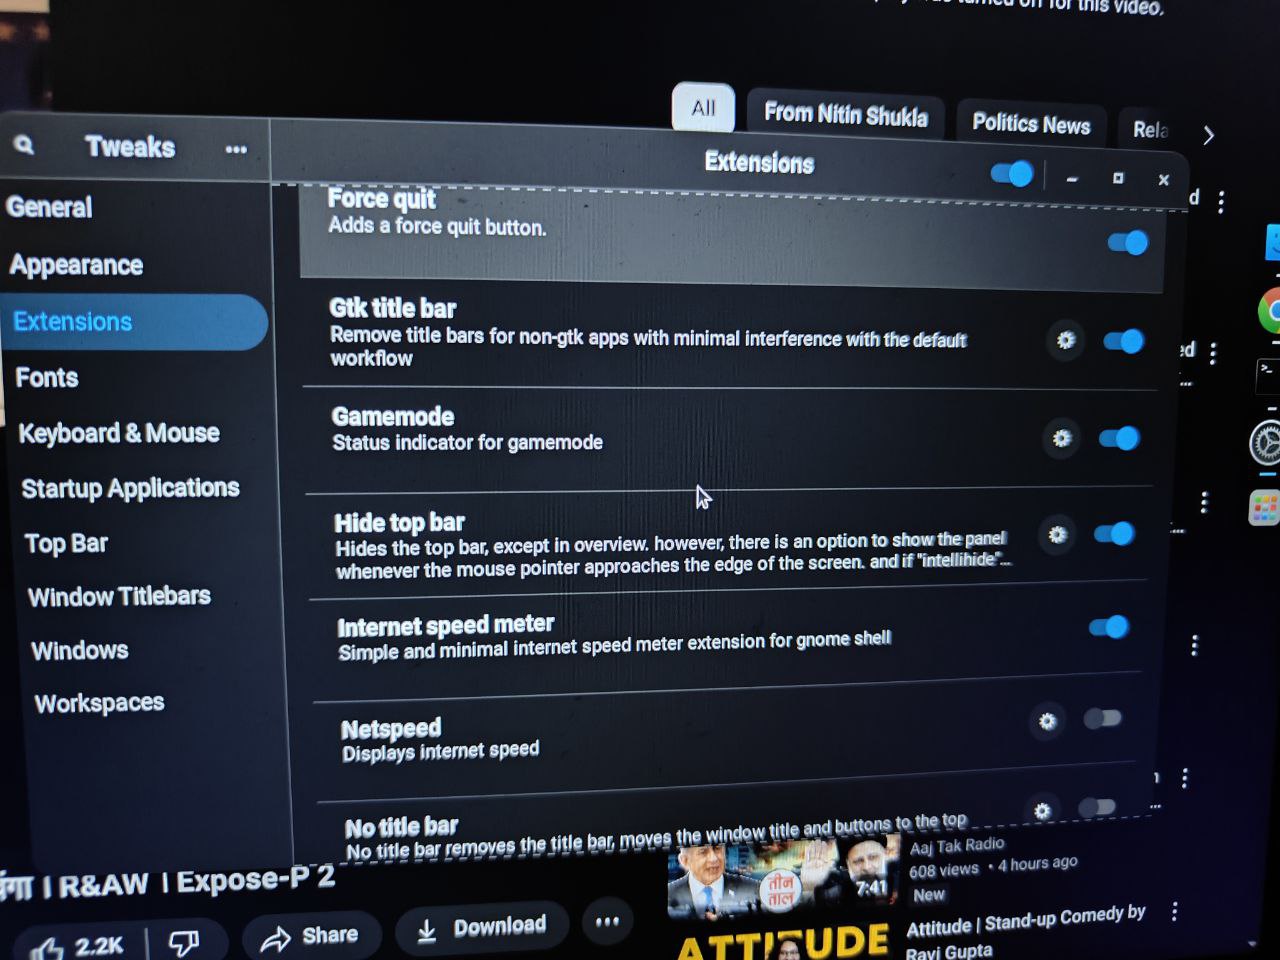 was turned off for this video.
All
From Nitin Shukla
Politics News
Rela
Tweaks
Extensions
General
Appearance
Extensions
Fonts
Keyboard & Mouse
Startup Applications
Top Bar
Window Titlebars
Windows
Workspaces
Force quit
Adds a force quit button.
Gtk title bar
Remove title bars for non-gtk apps with minimal interference with the default
workflow
Gamemode
Status indicator for gamemode
Hide top bar
Hides the top bar, except in overview. however, there is an option to show the panel
whenever the mouse pointer approaches the edge of the screen. and if "intellihide"...
Internet speed meter
Simple and minimal internet speed meter extension for gnome shell
Netspeed
Displays internet speed
No title bar
No title bar removes the title bar, moves the window title and buttons to the top
d
ed
| R&AW | Expose-P 2
2.2K
Share
Download
तीन
ताल
7:41
Aaj Tak Radio
608 views • 4 hours ago
New
ATTITUDE
Attitude | Stand-up Comedy by
Ravi Gupta